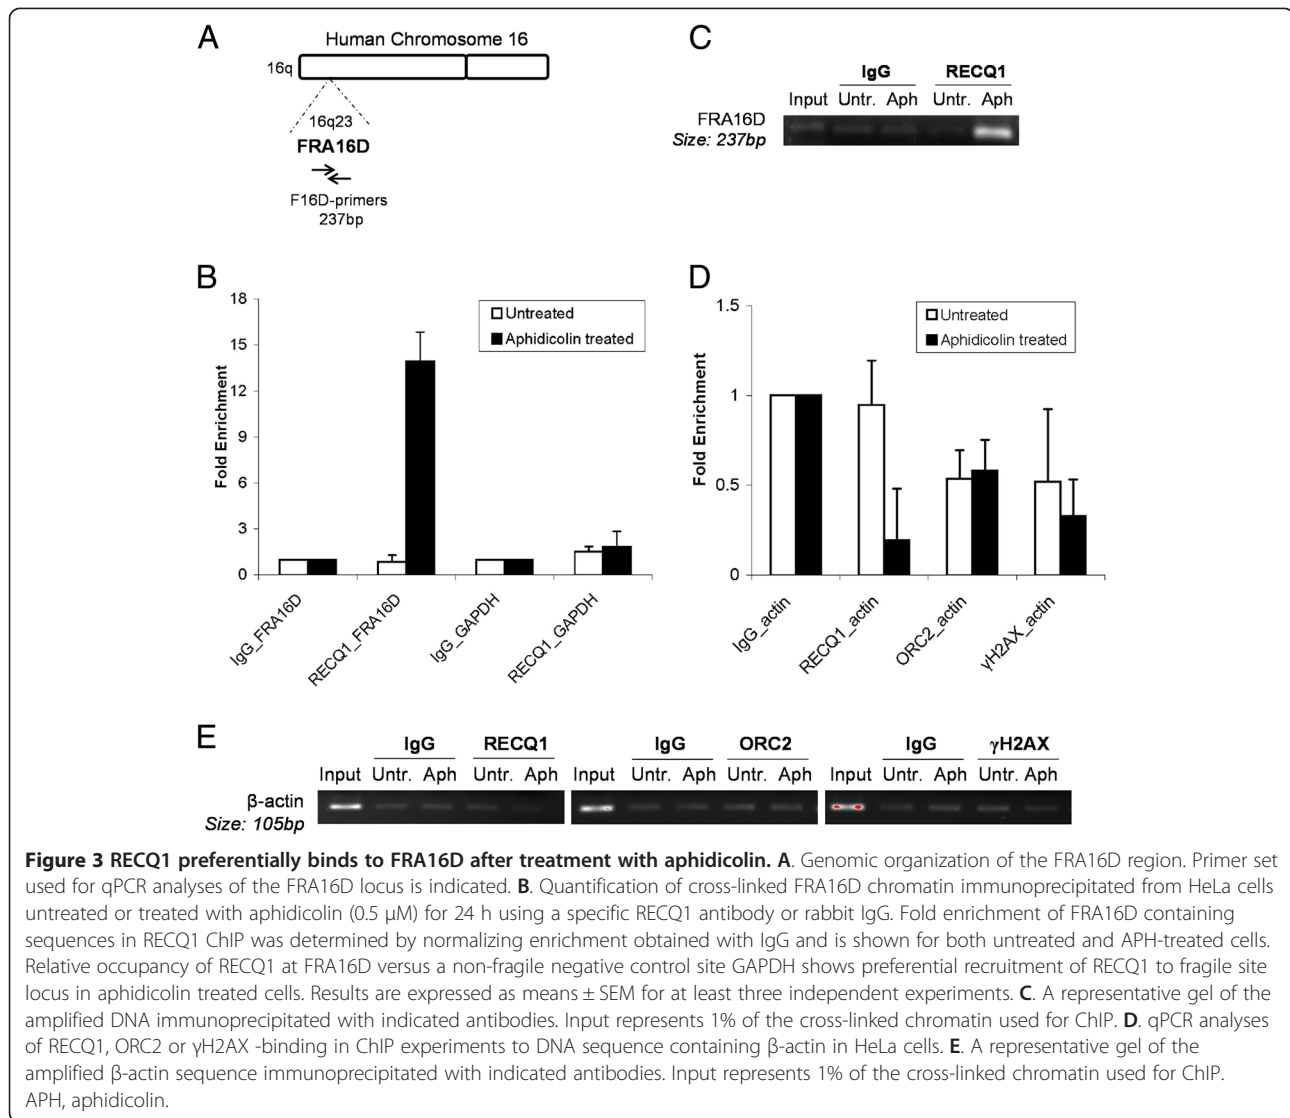 A
Human Chromosome 16
16q
16q23
FRA16D
F16D-primers
237bp
C
IgG RECQ1
Input Untr. Aph Untr. Aph
FRA16D
Size: 237bp
B
18
15
12
9
6
3
0
Fold Enrichment
Untreated
Aphidicolin treated
IgG_FRA16D
RECQ1_FRA16D
IgG_GAPDH
RECQ1_GAPDH
D
1.5
1
0.5
0
Fold Enrichment
Untreated
Aphidicolin treated
IgG_actin
RECQ1_actin
ORC2_actin
γH2AX_actin
E
IgG RECQ1 IgG ORC2 IgG γH2AX
Input Untr. Aph Untr. Aph Input Untr. Aph Untr. Aph Input Untr. Aph Untr. Aph
β-actin
Size: 105bp
Figure 3 RECQ1 preferentially binds to FRA16D after treatment with aphidicolin. A. Genomic organization of the FRA16D region. Primer set
used for qPCR analyses of the FRA16D locus is indicated. B. Quantification of cross-linked FRA16D chromatin immunoprecipitated from HeLa cells
untreated or treated with aphidicolin (0.5 μM) for 24 h using a specific RECQ1 antibody or rabbit IgG. Fold enrichment of FRA16D containing
sequences in RECQ1 ChIP was determined by normalizing enrichment obtained with IgG and is shown for both untreated and APH-treated cells.
Relative occupancy of RECQ1 at FRA16D versus a non-fragile negative control site GAPDH shows preferential recruitment of RECQ1 to fragile site
locus in aphidicolin treated cells. Results are expressed as means ± SEM for at least three independent experiments. C. A representative gel of the
amplified DNA immunoprecipitated with indicated antibodies. Input represents 1% of the cross-linked chromatin used for ChIP. D. qPCR analyses
of RECQ1, ORC2 or γH2AX -binding in ChIP experiments to DNA sequence containing β-actin in HeLa cells. E. A representative gel of the
amplified β-actin sequence immunoprecipitated with indicated antibodies. Input represents 1% of the cross-linked chromatin used for ChIP.
APH, aphidicolin.